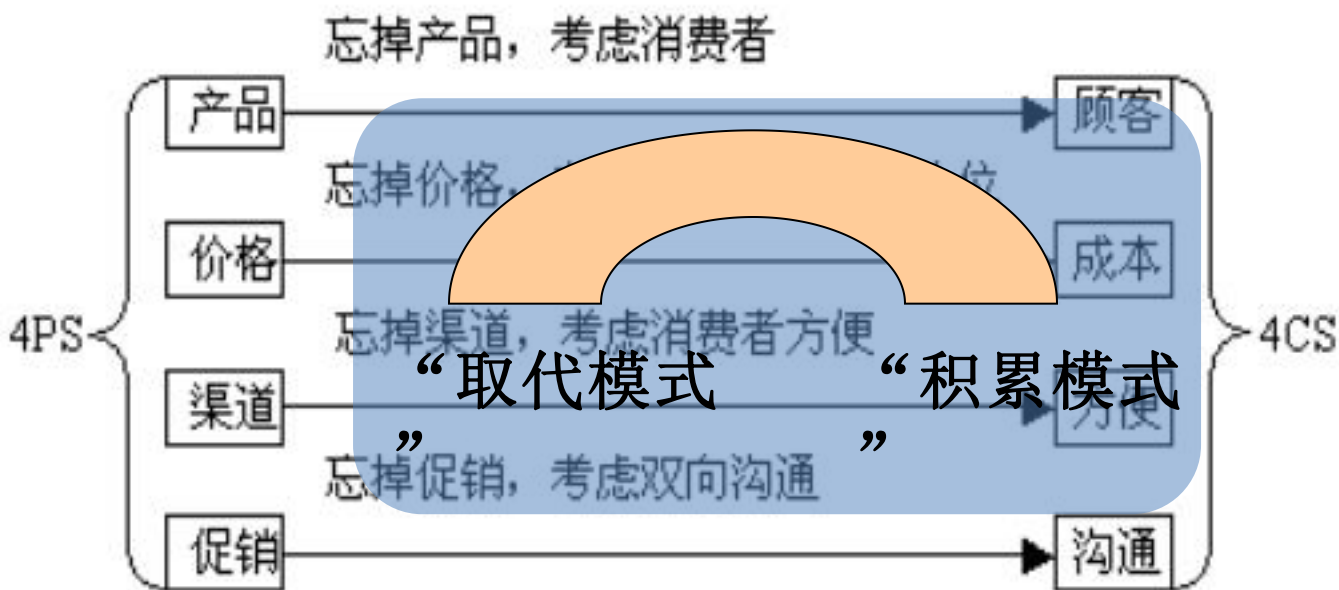 忘掉产品，考虑消费者
产品
顾客
忘掉价格，
位
价格
成本
4PS
忘掉渠道，考虑消费者方便
4CS
“取代模式
”
“积累模式
”
渠道
方便
忘掉促销，考虑双向沟通
促销
沟通